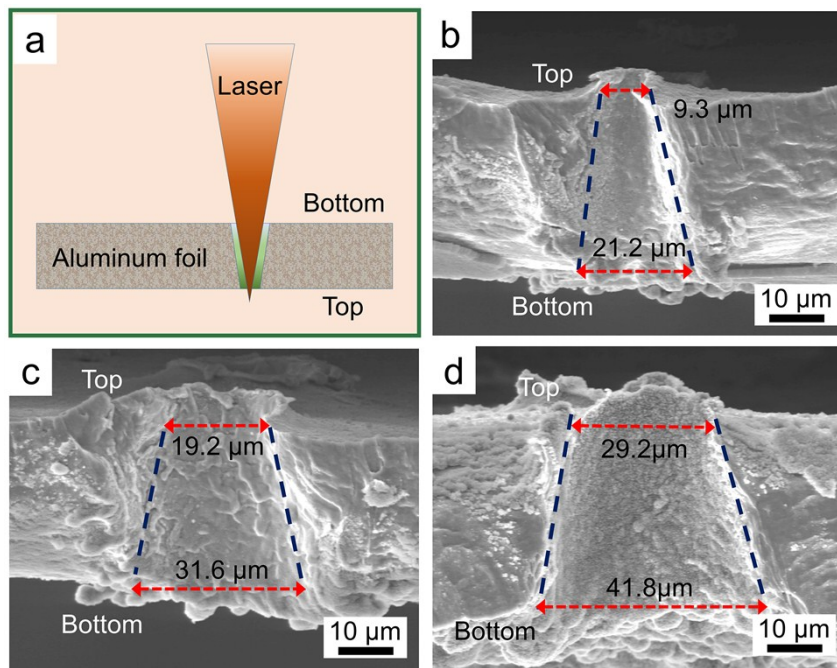 a
Laser
Bottom
Aluminum foil
Top
b
Top
9.3 µm
21.2 µm
Bottom
10 µm
c
Top
19.2 µm
31.6 µm
Bottom
10 µm
d
Top
29.2µm
41.8µm
Bottom
10 µm